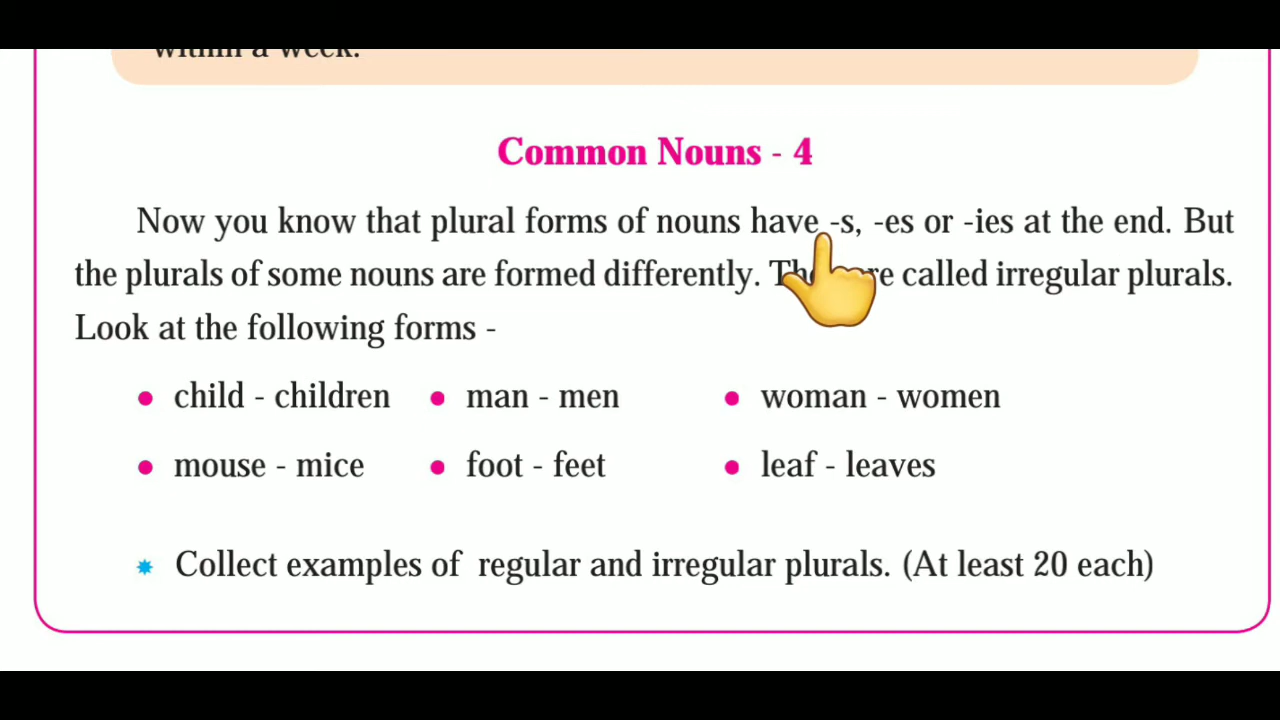 within a week.
Common Nouns - 4
Now you know that plural forms of nouns have -s, -es or -ies at the end. But
the plurals of some nouns are formed differently. called irregular plurals.
Look at the following forms -
• child - children • man - men • woman - women
• mouse - mice • foot - feet • leaf - leaves
* Collect examples of regular and irregular plurals. (At least 20 each)